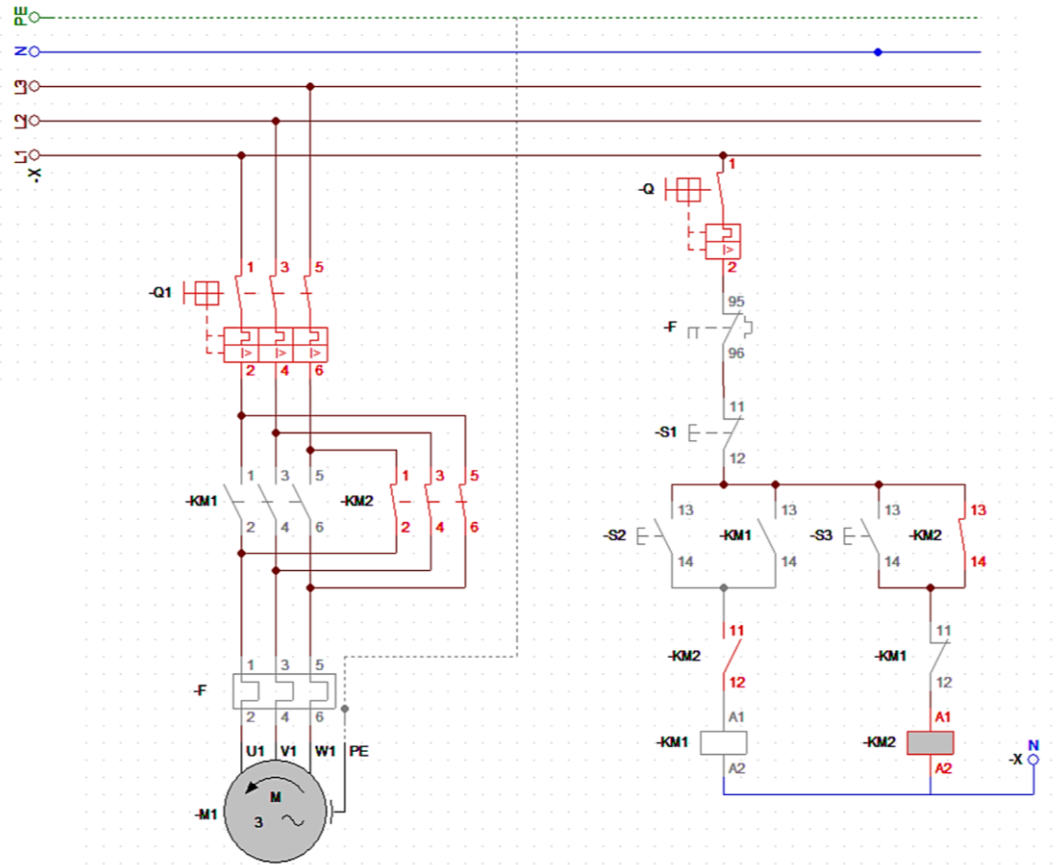 PE
N
L3
L2
L1
-X
1
-Q
2
1 3 5
-Q1
2 4 6
95
-F
96
11
-S1
12
1 3 5
-KM1
2 4 6
1 3 5
-KM2
2 4 6
13 13 13 13
-S2 -KM1 -S3 -KM2
14 14 14 14
11 11
-KM2 -KM1
12 12
1 3 5
-F
2 4 6
A1 A1
-KM1 -KM2
A2 A2
U1 V1 W1 PE
N
-X
M
-M1
3